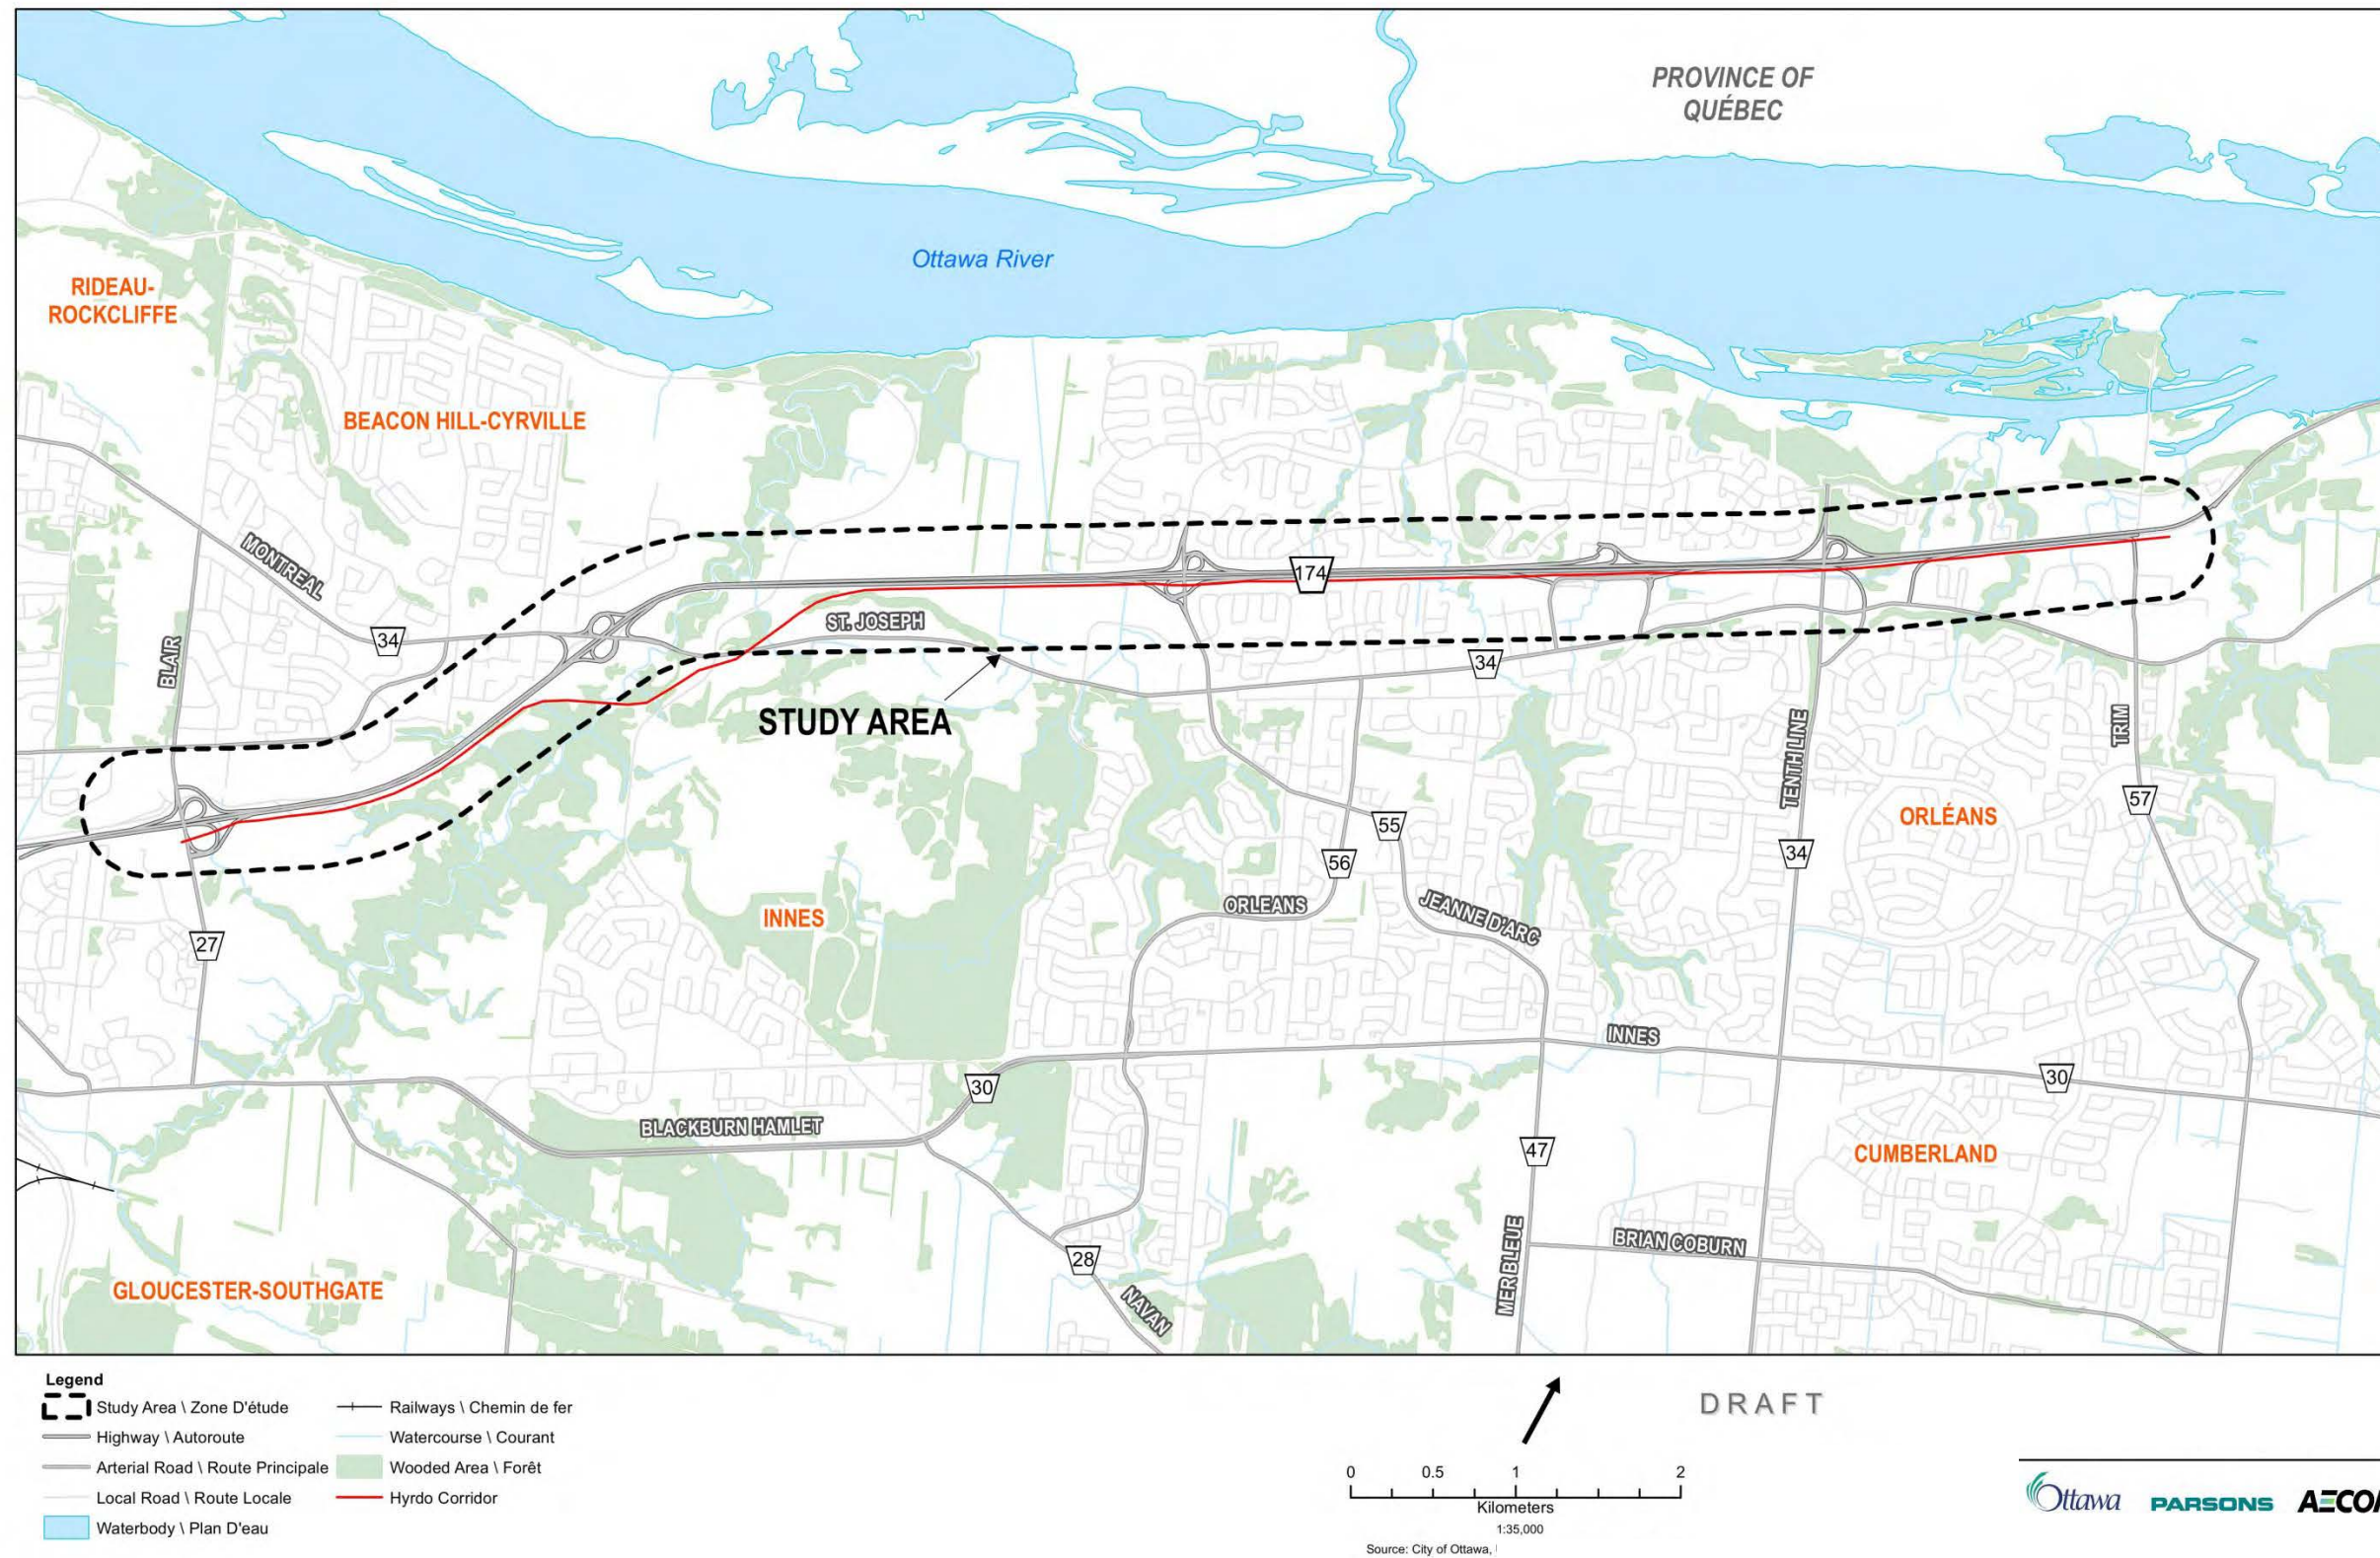 PROVINCE OF
QUÉBEC
Ottawa River
RIDEAU-
ROCKCLIFFE
BEACON HILL-CYRVILLE
MONTREAL
174
ST. JOSEPH
34
BLAIR
34
STUDY AREA
TENTH LINE
TRIM
57
ORLÉANS
55
34
56
ORLEANS
JEANNE D'ARC
INNES
27
INNES
30
30
BLACKBURN HAMLET
47
CUMBERLAND
MER BLEUE
BRIAN COBURN
28
NAVAN
GLOUCESTER-SOUTHGATE
Legend
Study Area \ Zone D'étude
Highway \ Autoroute
Arterial Road \ Route Principale
Local Road \ Route Locale
Waterbody \ Plan D'eau
Railways \ Chemin de fer
Watercourse \ Courant
Wooded Area \ Forêt
Hyrdo Corridor
DRAFT
0 0.5 1 2
Kilometers
1:35,000
Source: City of Ottawa,
Ottawa PARSONS